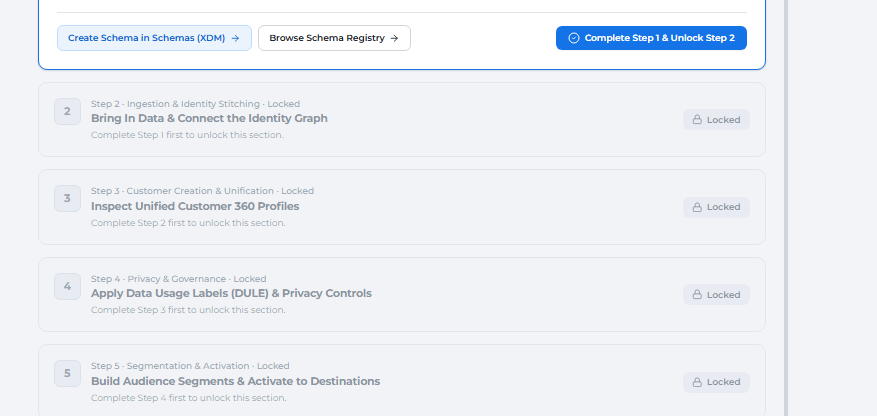 Create Schema in Schemas (XDM) →
Browse Schema Registry →
Complete Step 1 & Unlock Step 2
2
Step 2 · Ingestion & Identity Stitching · Locked
Bring In Data & Connect the Identity Graph
Complete Step 1 first to unlock this section.
Locked
3
Step 3 · Customer Creation & Unification · Locked
Inspect Unified Customer 360 Profiles
Complete Step 2 first to unlock this section.
Locked
4
Step 4 · Privacy & Governance · Locked
Apply Data Usage Labels (DULE) & Privacy Controls
Complete Step 3 first to unlock this section.
Locked
5
Step 5 · Segmentation & Activation · Locked
Build Audience Segments & Activate to Destinations
Complete Step 4 first to unlock this section.
Locked